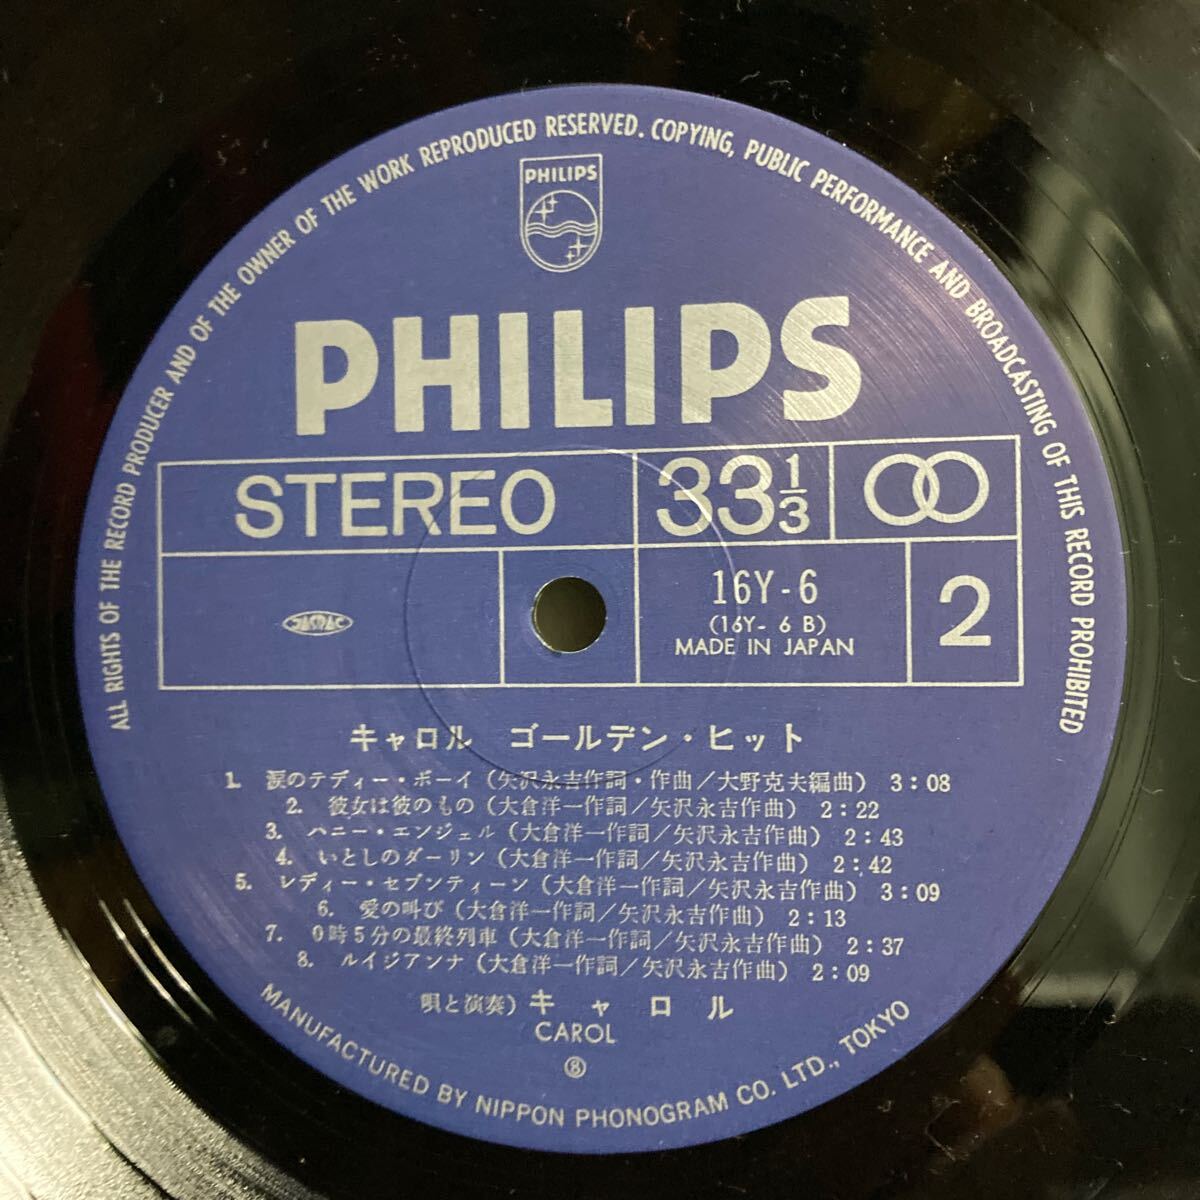 ALL RIGHTS OF THE RECORD PRODUCER AND OF THE OWNER OF THE WORK REPRODUCED RESERVED. COPYING, PUBLIC PERFORMANCE AND BROADCASTING OF THIS RECORD PROHIBITED
PHILIPS
PHILIPS
STEREO 33 1/3
16Y-6
(16Y- 6 B)
MADE IN JAPAN
2
JASRAC
キャロル ゴールデン・ヒット
1. 涙のテディー・ボーイ (矢沢永吉作詞・作曲/大野克夫編曲) 3:08
2. 彼女は彼のもの (大倉洋一作詞/矢沢永吉作曲) 2:22
3. ハニー・エンジェル (大倉洋一作詞/矢沢永吉作曲) 2:43
4. いとしのダーリン (大倉洋一作詞/矢沢永吉作曲) 2:42
5. レディー・セブンティーン (大倉洋一作詞/矢沢永吉作曲) 3:09
6. 愛の叫び (大倉洋一作詞/矢沢永吉作曲) 2:13
7. 0時5分の最終列車 (大倉洋一作詞/矢沢永吉作曲) 2:37
8. ルイジアンナ (大倉洋一作詞/矢沢永吉作曲) 2:09
唄と演奏) キャロル
CAROL
⑧
MANUFACTURED BY NIPPON PHONOGRAM CO. LTD., TOKYO